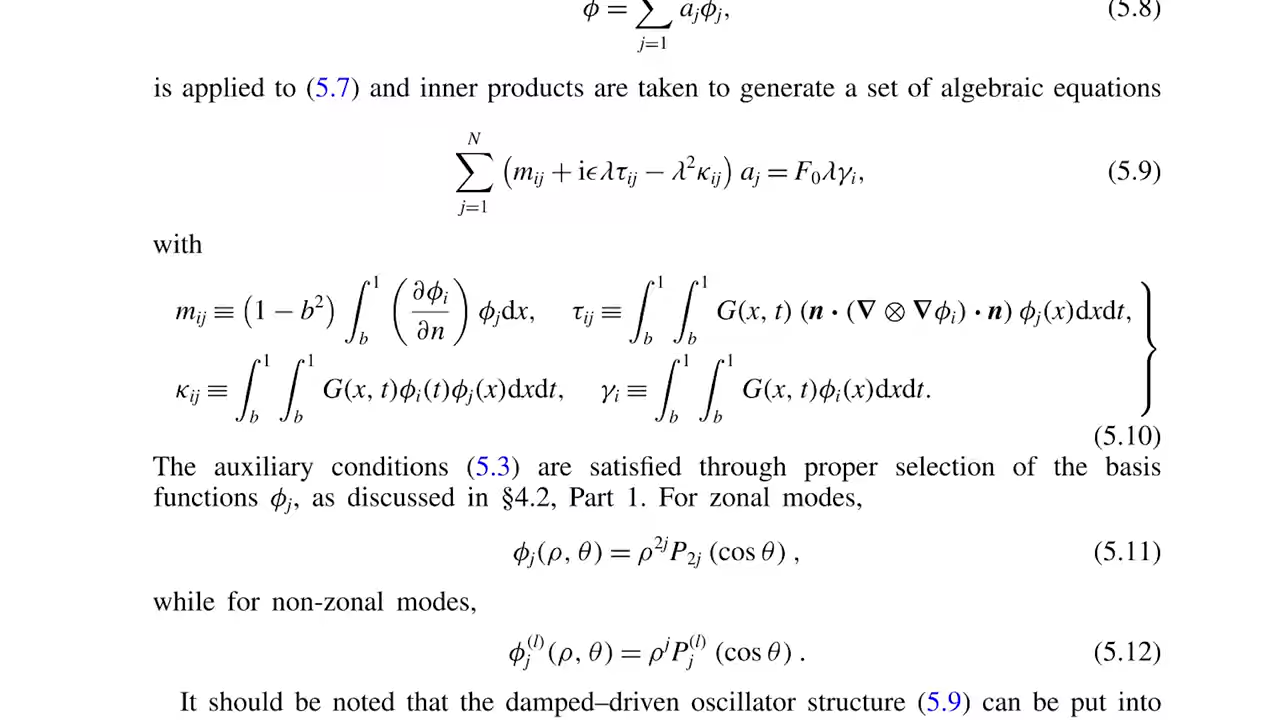 ϕ = ∑_{j=1} a_jϕ_j, (5.8)
is applied to (5.7) and inner products are taken to generate a set of algebraic equations
∑_{j=1}^{N} (m_{ij} + iϵλτ_{ij} − λ²κ_{ij}) a_j = F_0λγ_i, (5.9)
with
m_{ij} ≡ (1 − b²) ∫_b^1 (∂ϕ_i/∂n) ϕ_jdx, τ_{ij} ≡ ∫_b^1 ∫_b^1 G(x, t) (n · (∇ ⊗ ∇ϕ_i) · n) ϕ_j(x)dxdt,
κ_{ij} ≡ ∫_b^1 ∫_b^1 G(x, t)ϕ_i(t)ϕ_j(x)dxdt, γ_i ≡ ∫_b^1 ∫_b^1 G(x, t)ϕ_i(x)dxdt.
(5.10)
The auxiliary conditions (5.3) are satisfied through proper selection of the basis
functions ϕ_j, as discussed in §4.2, Part 1. For zonal modes,
ϕ_j(ρ, θ) = ρ^{2j}P_{2j} (cos θ) , (5.11)
while for non-zonal modes,
ϕ_j^{(l)}(ρ, θ) = ρ^jP_j^{(l)} (cos θ) . (5.12)
It should be noted that the damped–driven oscillator structure (5.9) can be put into